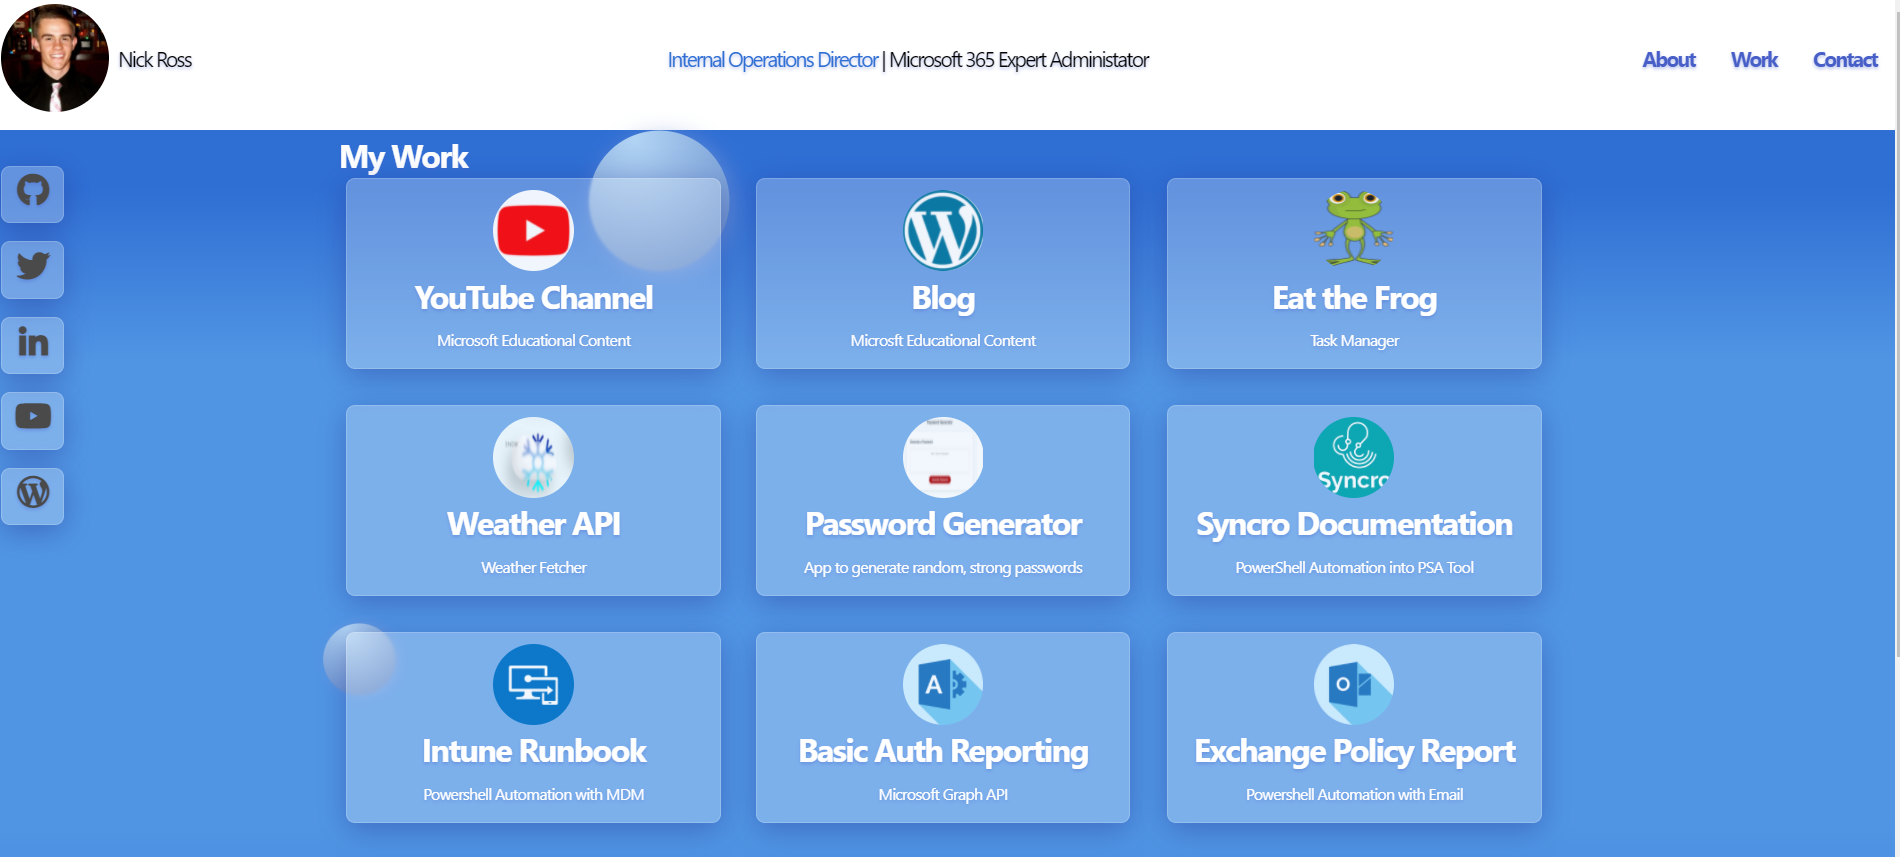 Nick Ross
Internal Operations Director | Microsoft 365 Expert Administator
About Work Contact
My Work
YouTube Channel
Microsoft Educational Content
Blog
Microsft Educational Content
Eat the Frog
Task Manager
Weather API
Weather Fetcher
Password Generator
App to generate random, strong passwords
Syncro
Syncro Documentation
PowerShell Automation into PSA Tool
Intune Runbook
Powershell Automation with MDM
A
Basic Auth Reporting
Microsoft Graph API
O
Exchange Policy Report
Powershell Automation with Email